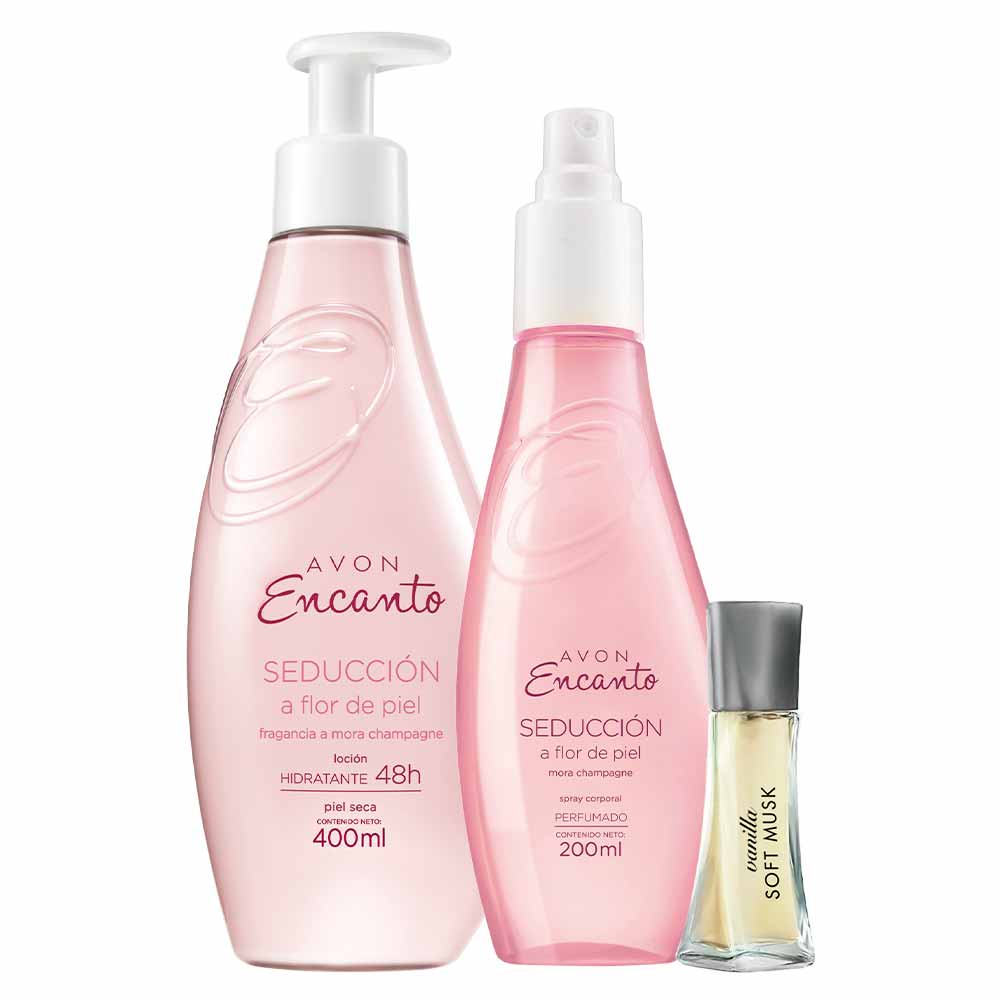 AVON
Encanto
SEDUCCIÓN
a flor de piel
fragancia a mora champagne
loción
HIDRATANTE 48h
piel seca
CONTENIDO NETO:
400ml
AVON
Encanto
SEDUCCIÓN
a flor de piel
mora champagne
spray corporal
PERFUMADO
CONTENIDO NETO:
200ml
vanilla
SOFT MUSK